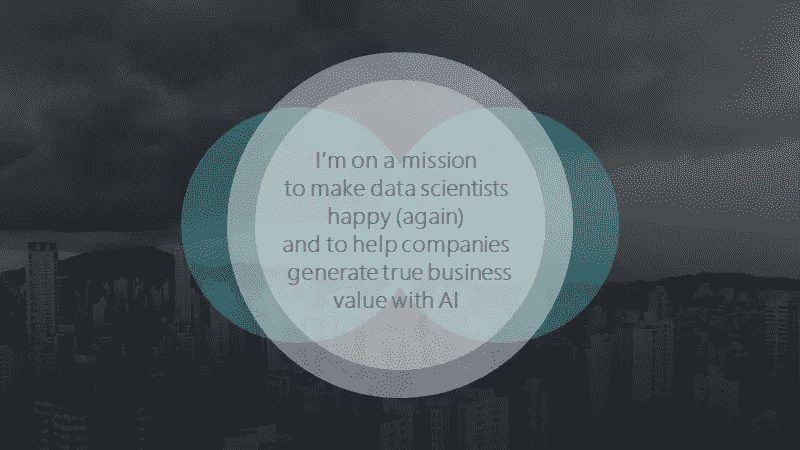 I'm on a mission
to make data scientists
happy (again)
and to help companies
generate true business
value with AI